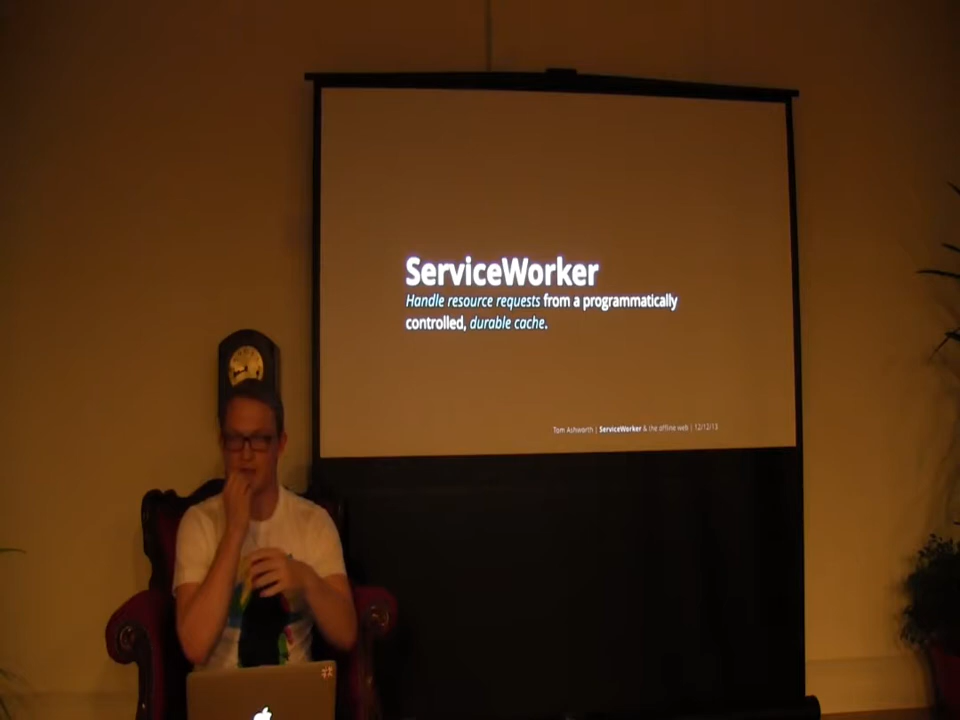 ServiceWorker
Handle resource requests from a programmatically
controlled, durable cache.
Tom Ashworth | ServiceWorker & the offline web | 12/12/13